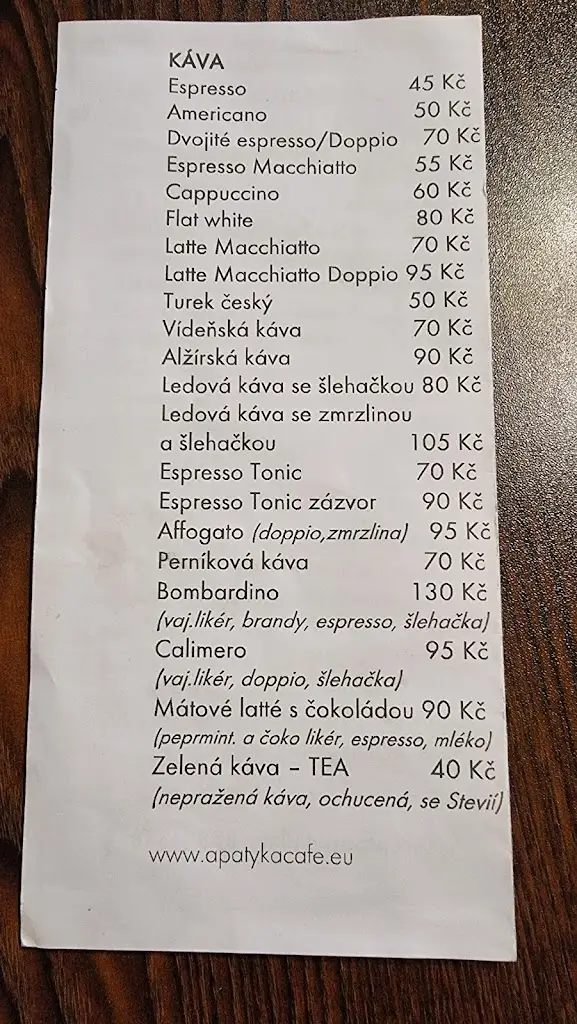 KÁVA
Espresso 45 Kč
Americano 50 Kč
Dvojité espresso/Doppio 70 Kč
Espresso Macchiatto 55 Kč
Cappuccino 60 Kč
Flat white 80 Kč
Latte Macchiatto 70 Kč
Latte Macchiatto Doppio 95 Kč
Turek český 50 Kč
Vídeňská káva 70 Kč
Alžírská káva 90 Kč
Ledová káva se šlehačkou 80 Kč
Ledová káva se zmrzlinou
a šlehačkou 105 Kč
Espresso Tonic 70 Kč
Espresso Tonic zázvor 90 Kč
Affogato (doppio,zmrzlina) 95 Kč
Perníková káva 70 Kč
Bombardino 130 Kč
(vaj.likér, brandy, espresso, šlehačka)
Calimero 95 Kč
(vaj.likér, doppio, šlehačka)
Mátové latté s čokoládou 90 Kč
(peprmint. a čoko likér, espresso, mléko)
Zelená káva – TEA 40 Kč
(nepražená káva, ochucená, se Stevií)
www.apatykacafe.eu